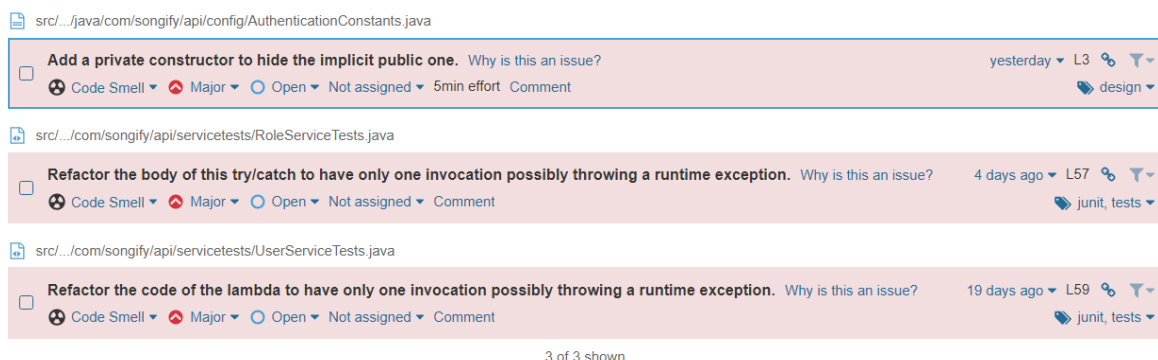 src/.../java/com/songify/api/config/AuthenticationConstants.java
Add a private constructor to hide the implicit public one. Why is this an issue? yesterday L3
Code Smell Major Open Not assigned 5min effort Comment design
src/.../com/songify/api/servicetests/RoleServiceTests.java
Refactor the body of this try/catch to have only one invocation possibly throwing a runtime exception. Why is this an issue? 4 days ago L57
Code Smell Major Open Not assigned Comment junit, tests
src/.../com/songify/api/servicetests/UserServiceTests.java
Refactor the code of the lambda to have only one invocation possibly throwing a runtime exception. Why is this an issue? 19 days ago L59
Code Smell Major Open Not assigned Comment junit, tests
3 of 3 shown